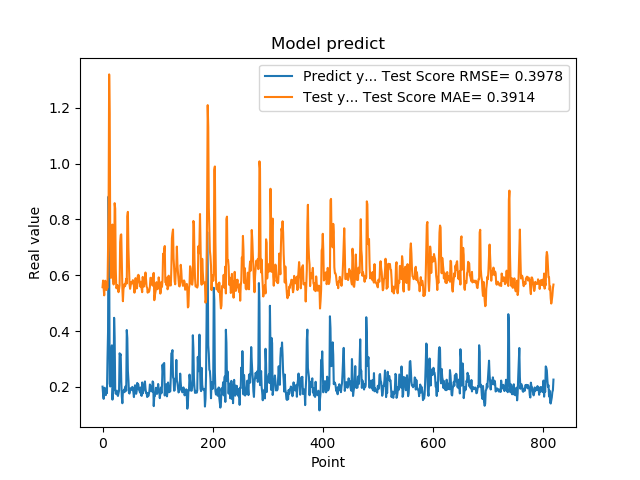 Model predict
Predict y... Test Score RMSE= 0.3978
Test y... Test Score MAE= 0.3914
Real value
1.2
1.0
0.8
0.6
0.4
0.2
0 200 400 600 800
Point